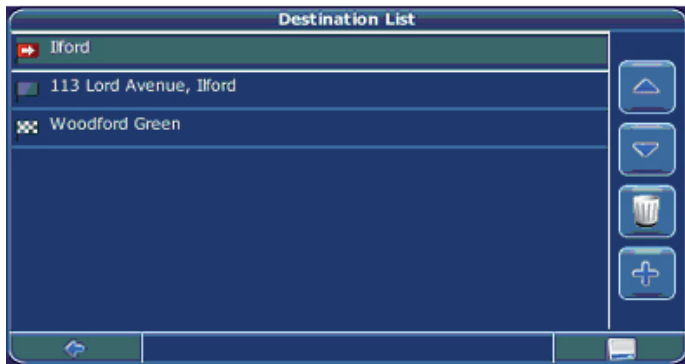 Destination List
Ilford
113 Lord Avenue, Ilford
Woodford Green